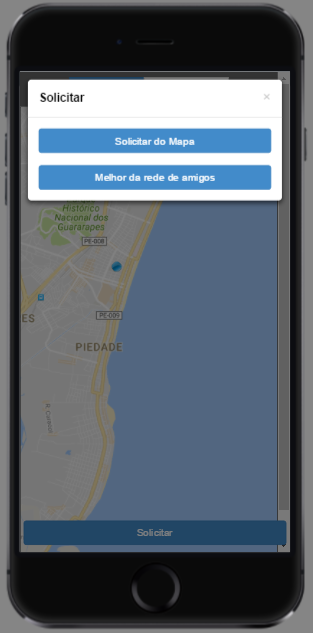 Solicitar ×
Solicitar do Mapa
Melhor da rede de amigos
Histórico
Nacional dos
Guararapes
PE-008
PE-009
ES
PIEDADE
Solicitar